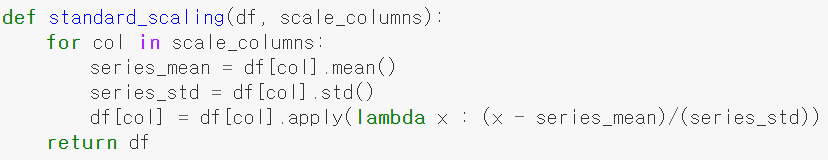 def standard_scaling(df, scale_columns):
    for col in scale_columns:
        series_mean = df[col].mean()
        series_std = df[col].std()
        df[col] = df[col].apply(lambda x : (x - series_mean)/(series_std))
    return df